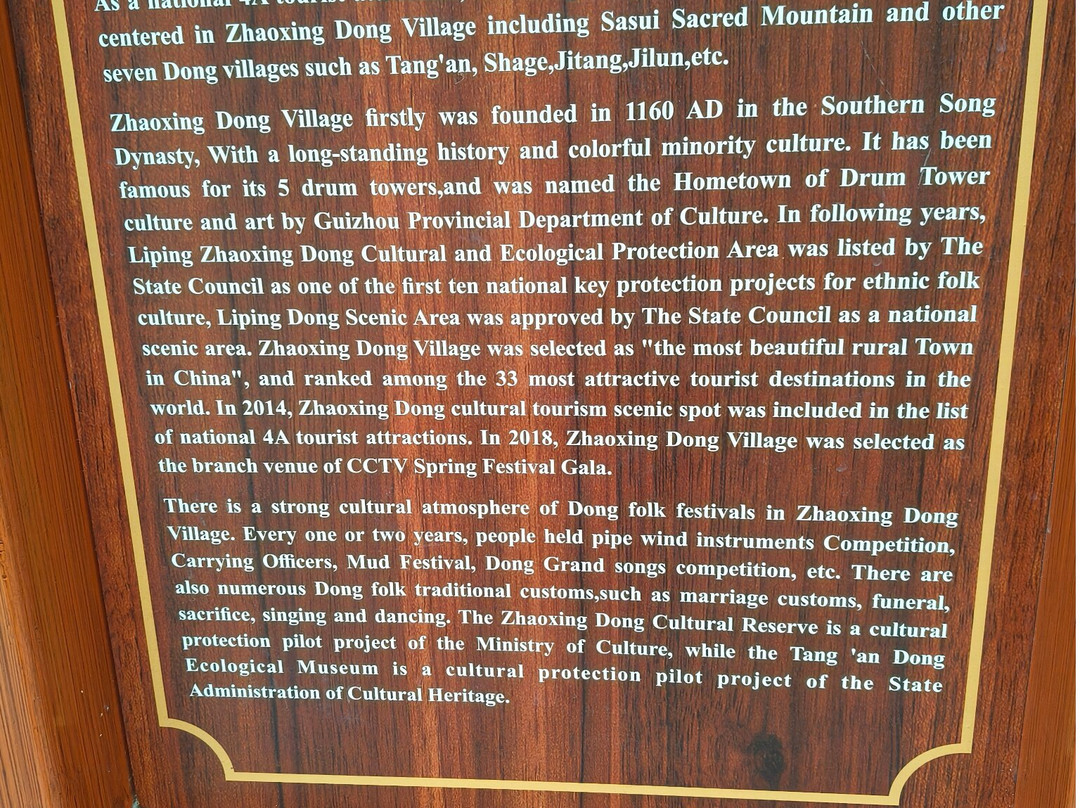 As a national 4A tourist
centered in Zhaoxing Dong Village including Sasui Sacred Mountain and other
seven Dong villages such as Tang'an, Shage,Jitang,Jilun,etc.
Zhaoxing Dong Village firstly was founded in 1160 AD in the Southern Song
Dynasty, With a long-standing history and colorful minority culture. It has been
famous for its 5 drum towers,and was named the Hometown of Drum Tower
culture and art by Guizhou Provincial Department of Culture. In following years,
Liping Zhaoxing Dong Cultural and Ecological Protection Area was listed by The
State Council as one of the first ten national key protection projects for ethnic folk
culture, Liping Dong Scenic Area was approved by The State Council as a national
scenic area. Zhaoxing Dong Village was selected as "the most beautiful rural Town
in China", and ranked among the 33 most attractive tourist destinations in the
world. In 2014, Zhaoxing Dong cultural tourism scenic spot was included in the list
of national 4A tourist attractions. In 2018, Zhaoxing Dong Village was selected as
the branch venue of CCTV Spring Festival Gala.
There is a strong cultural atmosphere of Dong folk festivals in Zhaoxing Dong
Village. Every one or two years, people held pipe wind instruments Competition,
Carrying Officers, Mud Festival, Dong Grand songs competition, etc. There are
also numerous Dong folk traditional customs,such as marriage customs, funeral,
sacrifice, singing and dancing. The Zhaoxing Dong Cultural Reserve is a cultural
protection pilot project of the Ministry of Culture, while the Tang 'an Dong
Ecological Museum is a cultural protection pilot project of the State
Administration of Cultural Heritage.